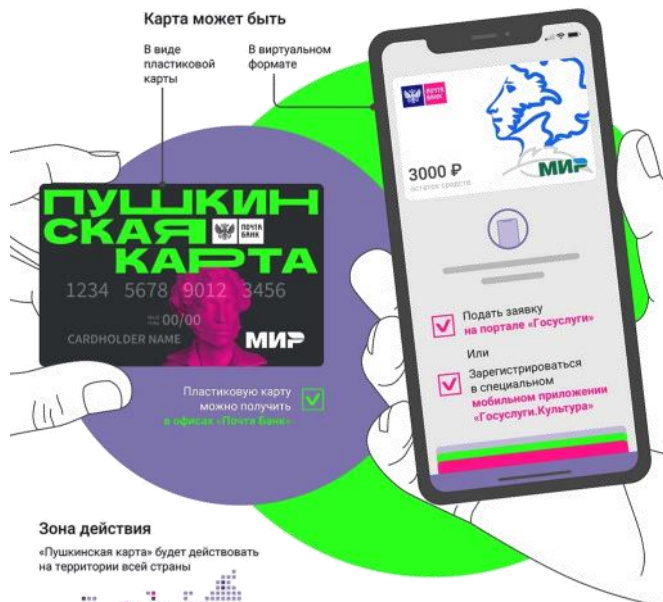 Карта может быть
В виде
пластиковой
карты
В виртуальном
формате
ПОЧТА
БАНК
3000 ₽
остаток средств
МИР
ПУШКИН
СКАЯ
ПОЧТА
БАНК
КАРТА
1234 5678 9012 3456
00/00
CARDHOLDER NAME
МИР
Пластиковую карту
можно получить
в офисах «Почта Банк»
Подать заявку
на портале «Госуслуги»
Или
Зарегистрироваться
в специальном
мобильном приложении
«Госуслуги.Культура»
Зона действия
«Пушкинская карта» будет действовать
на территории всей страны